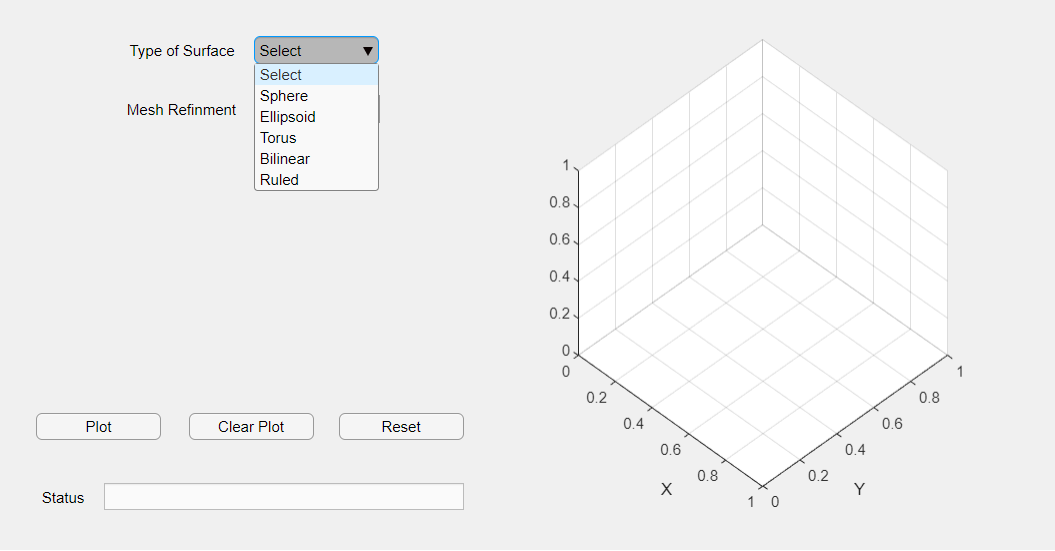 Type of Surface Select
Select
Sphere
Mesh Refinment
Ellipsoid
Torus
Bilinear
Ruled
Plot Clear Plot Reset
Status
1
0.8
0.6
0.4
0.2
0
0 0.2 0.4 0.6 0.8 1
X
0 0.2 0.4 0.6 0.8 1
Y